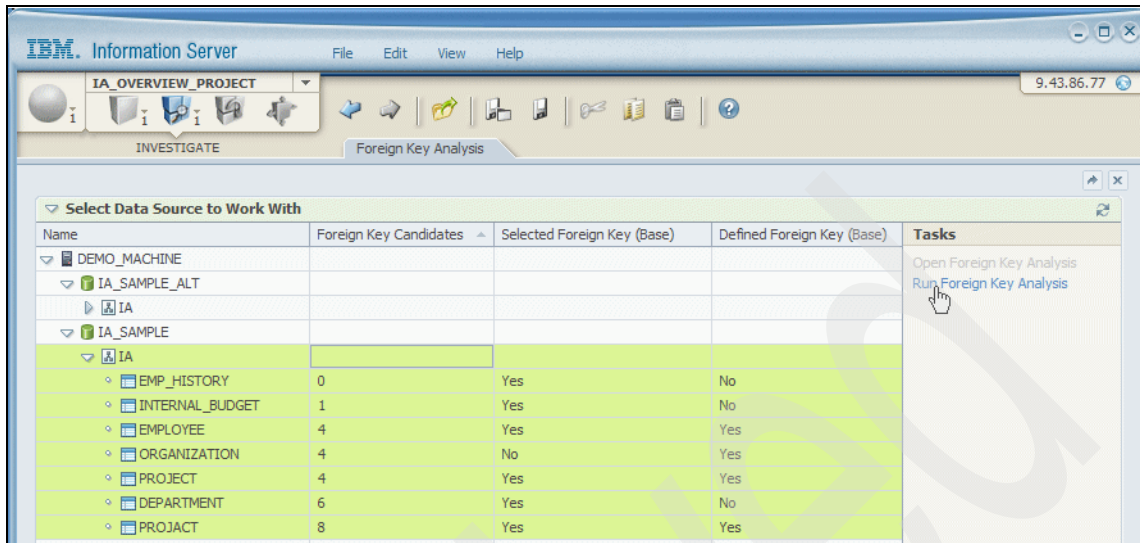 IBM. Information Server File Edit View Help
IA_OVERVIEW_PROJECT 9.43.86.77
INVESTIGATE Foreign Key Analysis
Select Data Source to Work With
Name Foreign Key Candidates Selected Foreign Key (Base) Defined Foreign Key (Base) Tasks
DEMO_MACHINE Open Foreign Key Analysis
IA_SAMPLE_ALT Run Foreign Key Analysis
IA
IA_SAMPLE
IA
EMP_HISTORY 0 Yes No
INTERNAL_BUDGET 1 Yes No
EMPLOYEE 4 Yes Yes
ORGANIZATION 4 No Yes
PROJECT 4 Yes Yes
DEPARTMENT 6 Yes No
PROJACT 8 Yes Yes